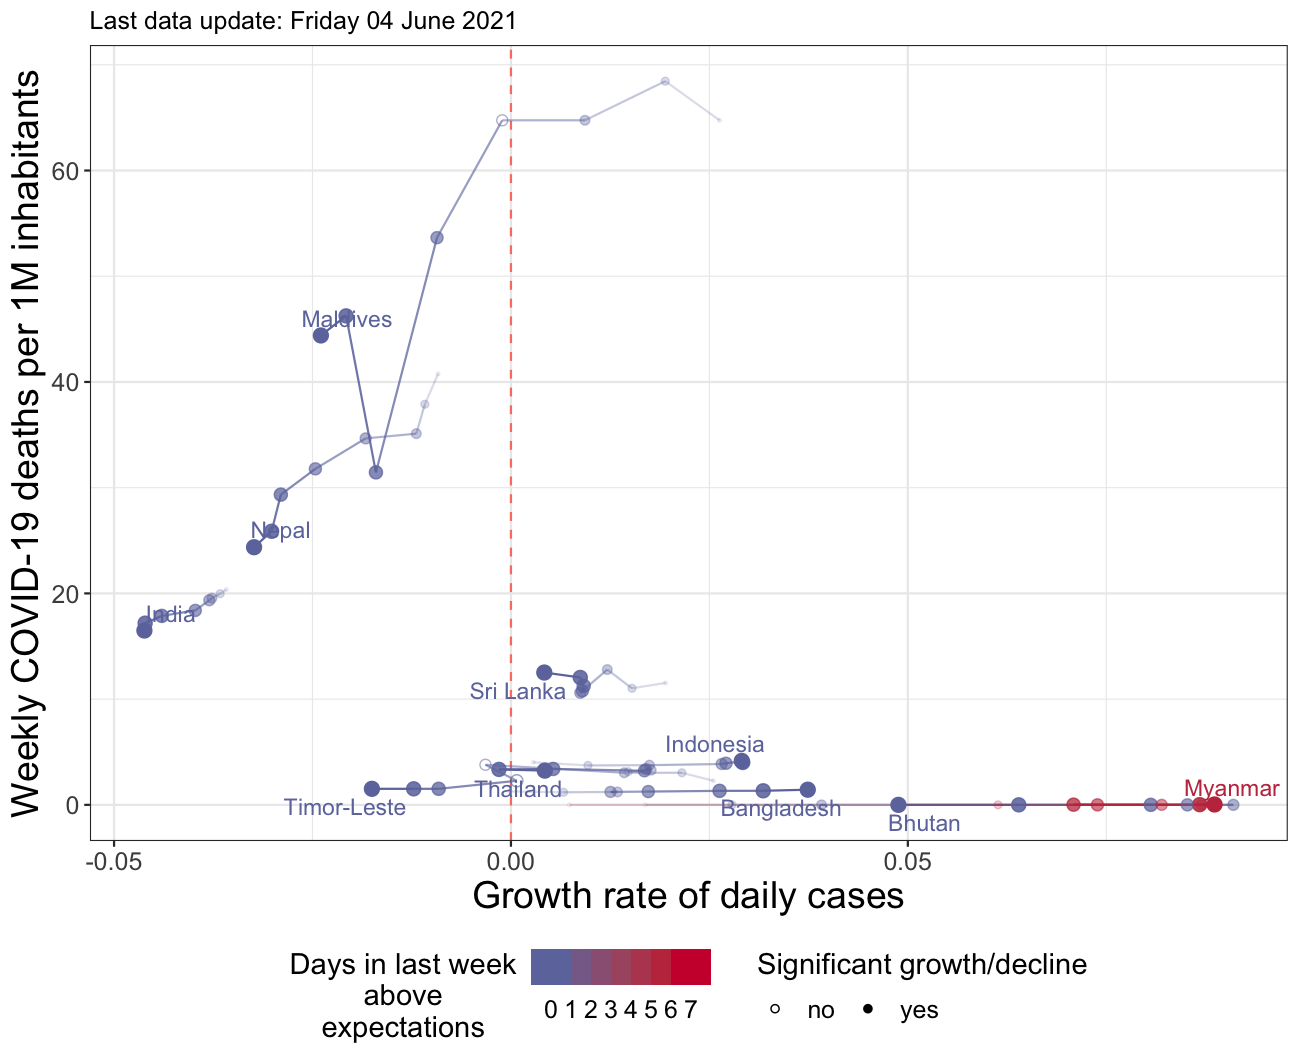 Last data update: Friday 04 June 2021
Weekly COVID-19 deaths per 1M inhabitants
60
40
20
0
Maldives
Nepal
India
Sri Lanka
Indonesia
Thailand
Timor-Leste
Bangladesh
Myanmar
Bhutan
-0.05
0.00
0.05
Growth rate of daily cases
Days in last week
above
expectations
0 1 2 3 4 5 6 7
Significant growth/decline
no
yes